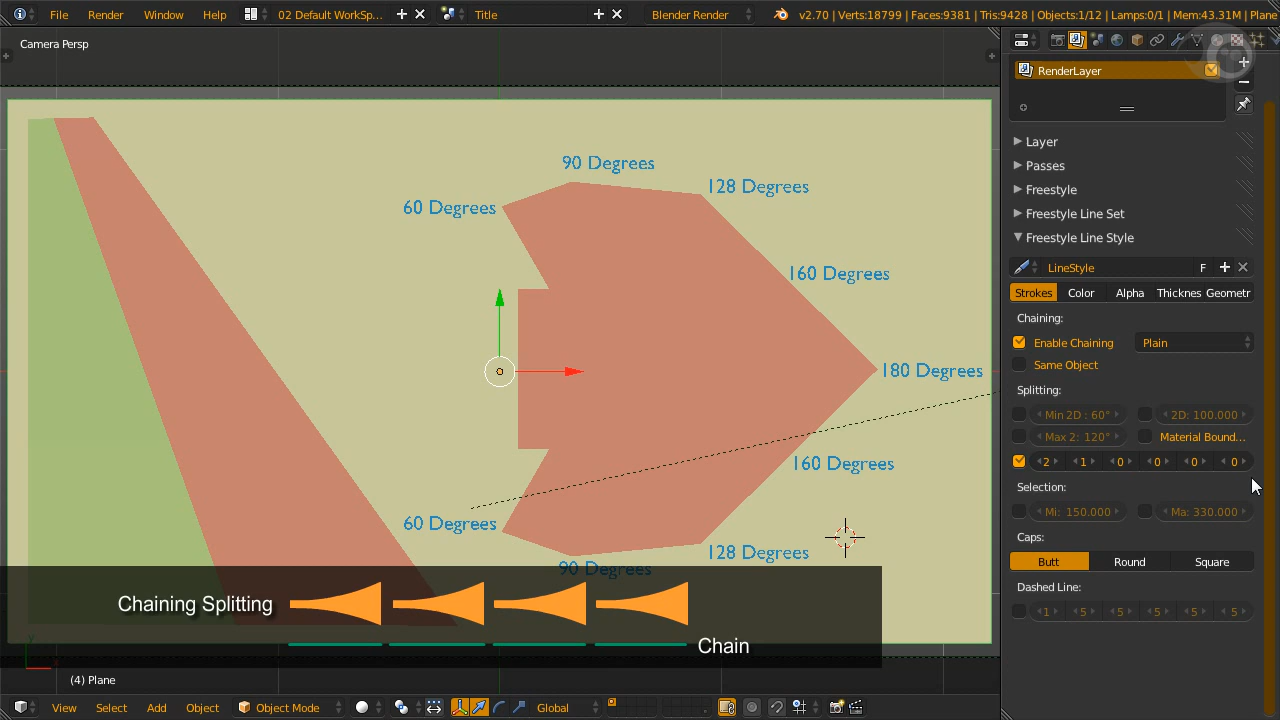 File Render Window Help 02 Default WorkSp... Title Blender Render v2.70 | Verts:18799 | Faces:9381 | Tris:9428 | Objects:1/12 | Lamps:0/1 | Mem:43.31M | Plane
Camera Persp
RenderLayer
Layer
Passes
Freestyle
Freestyle Line Set
Freestyle Line Style
LineStyle F
Strokes Color Alpha Thicknes Geometr
Chaining:
Enable Chaining Plain
Same Object
Splitting:
Min 2D : 60° 2D: 100.000
Max 2: 120° Material Bound...
2 1 0 0 0 0
Selection:
Mi: 150.000 Ma: 330.000
Caps:
Butt Round Square
Dashed Line:
1 5 5 5 5 5
90 Degrees
128 Degrees
60 Degrees
160 Degrees
180 Degrees
160 Degrees
60 Degrees
128 Degrees
90 Degrees
Chaining Splitting
Chain
y
(4) Plane
View Select Add Object Object Mode Global